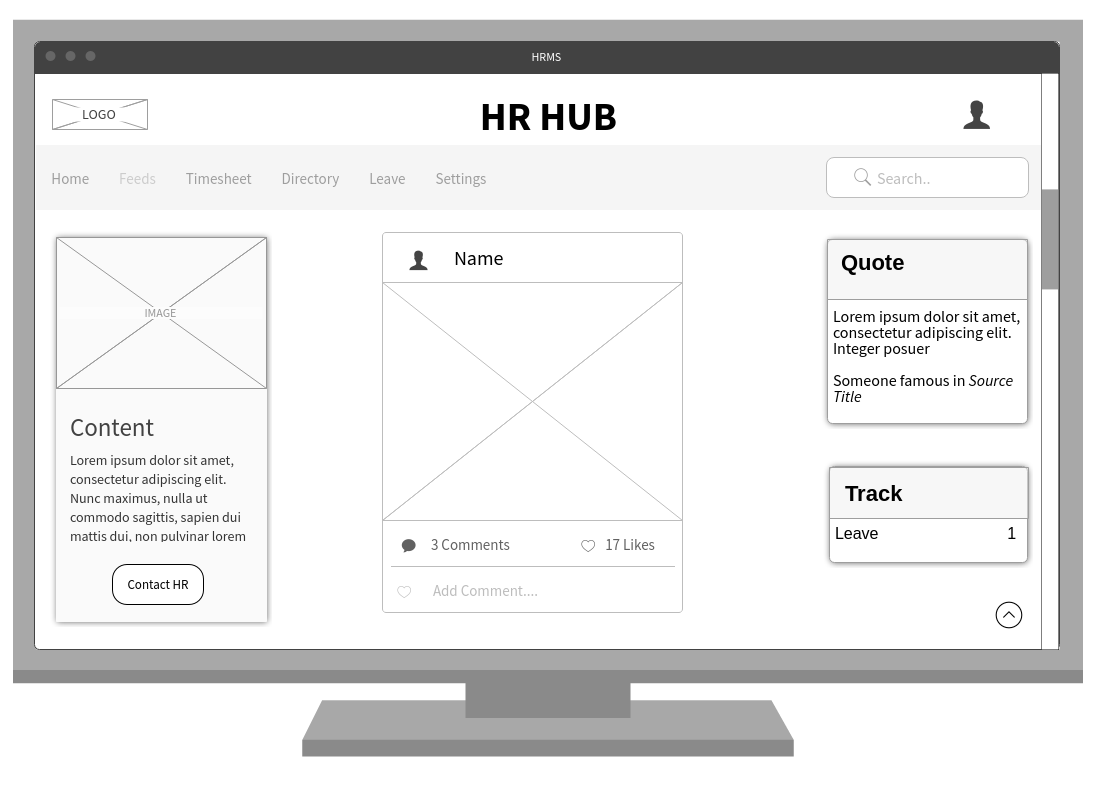 HRMS
LOGO
HR HUB
Home Feeds Timesheet Directory Leave Settings
Search..
IMAGE
Content
Lorem ipsum dolor sit amet,
consectetur adipiscing elit.
Nunc maximus, nulla ut
commodo sagittis, sapien dui
mattis dui, non pulvinar lorem
Contact HR
Name
3 Comments 17 Likes
Add Comment....
Quote
Lorem ipsum dolor sit amet,
consectetur adipiscing elit.
Integer posuer
Someone famous in Source
Title
Track
Leave 1